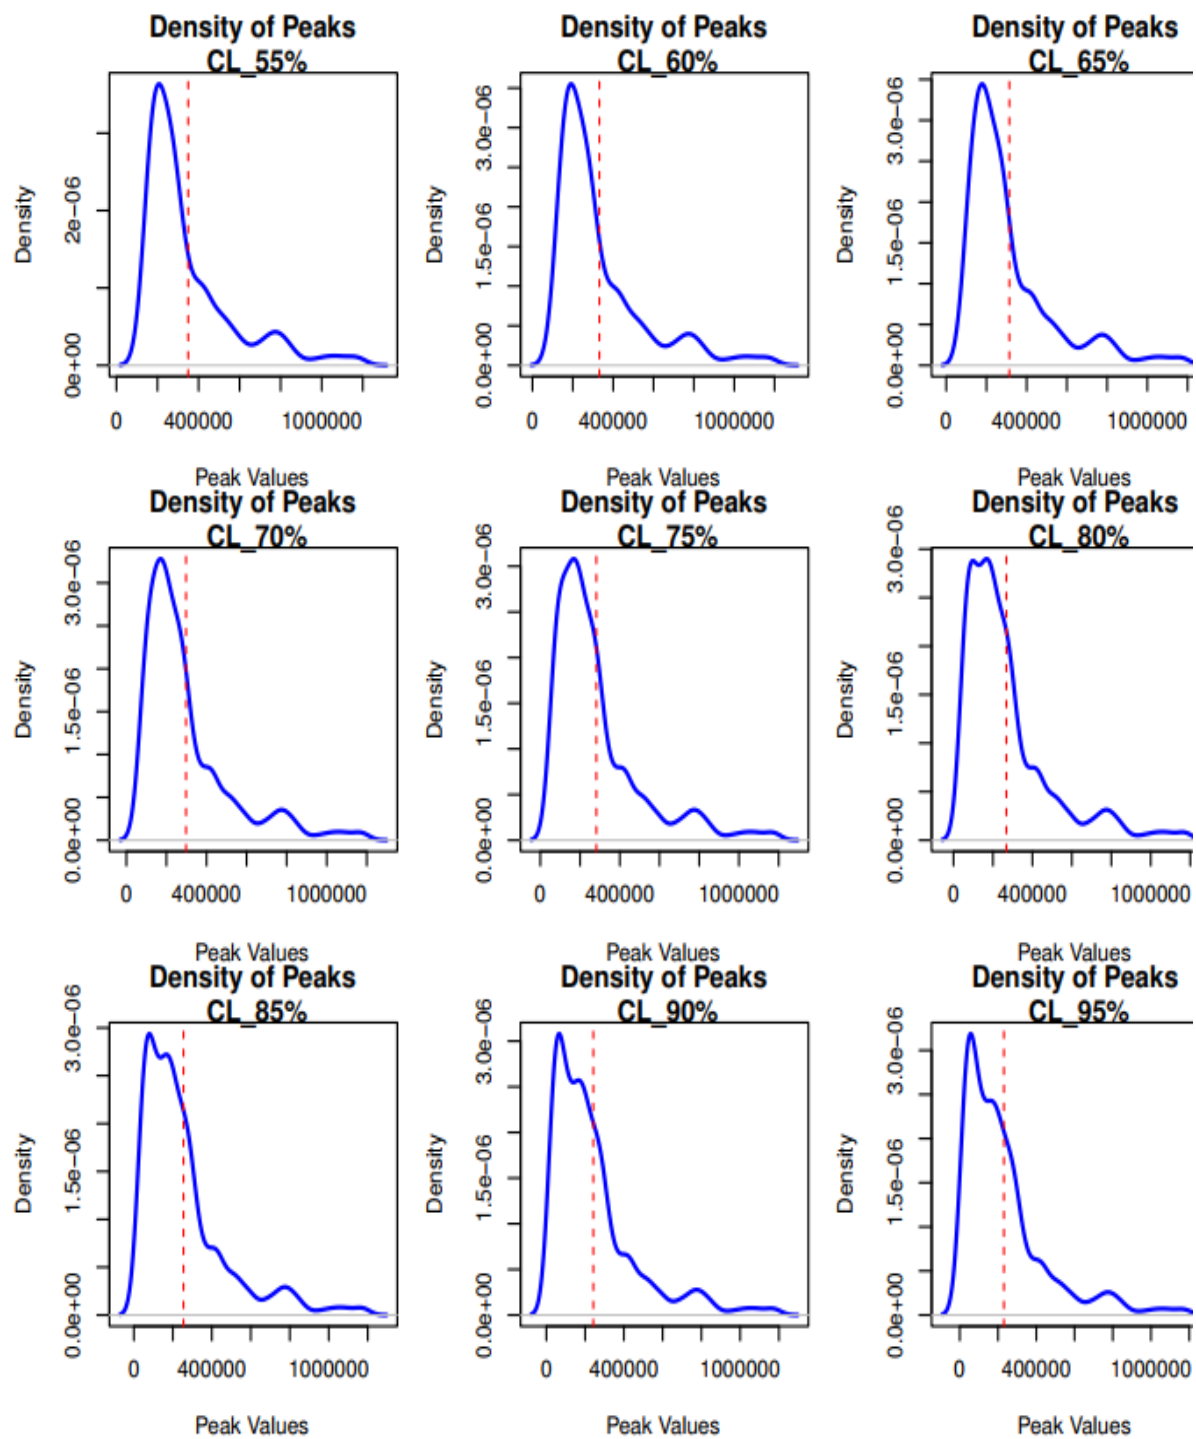 Density of Peaks
CL_55%
Density
0e+00 2e-06
0 400000 1000000
Peak Values
Density of Peaks
CL_60%
Density
0.0e+00 1.5e-06 3.0e-06
0 400000 1000000
Peak Values
Density of Peaks
CL_65%
Density
0.0e+00 1.5e-06 3.0e-06
0 400000 1000000
Peak Values
Density of Peaks
CL_70%
Density
0.0e+00 1.5e-06 3.0e-06
0 400000 1000000
Peak Values
Density of Peaks
CL_75%
Density
0.0e+00 1.5e-06 3.0e-06
0 400000 1000000
Peak Values
Density of Peaks
CL_80%
Density
0.0e+00 1.5e-06 3.0e-06
0 400000 1000000
Peak Values
Density of Peaks
CL_85%
Density
0.0e+00 1.5e-06 3.0e-06
0 400000 1000000
Peak Values
Density of Peaks
CL_90%
Density
0.0e+00 1.5e-06 3.0e-06
0 400000 1000000
Peak Values
Density of Peaks
CL_95%
Density
0.0e+00 1.5e-06 3.0e-06
0 400000 1000000
Peak Values